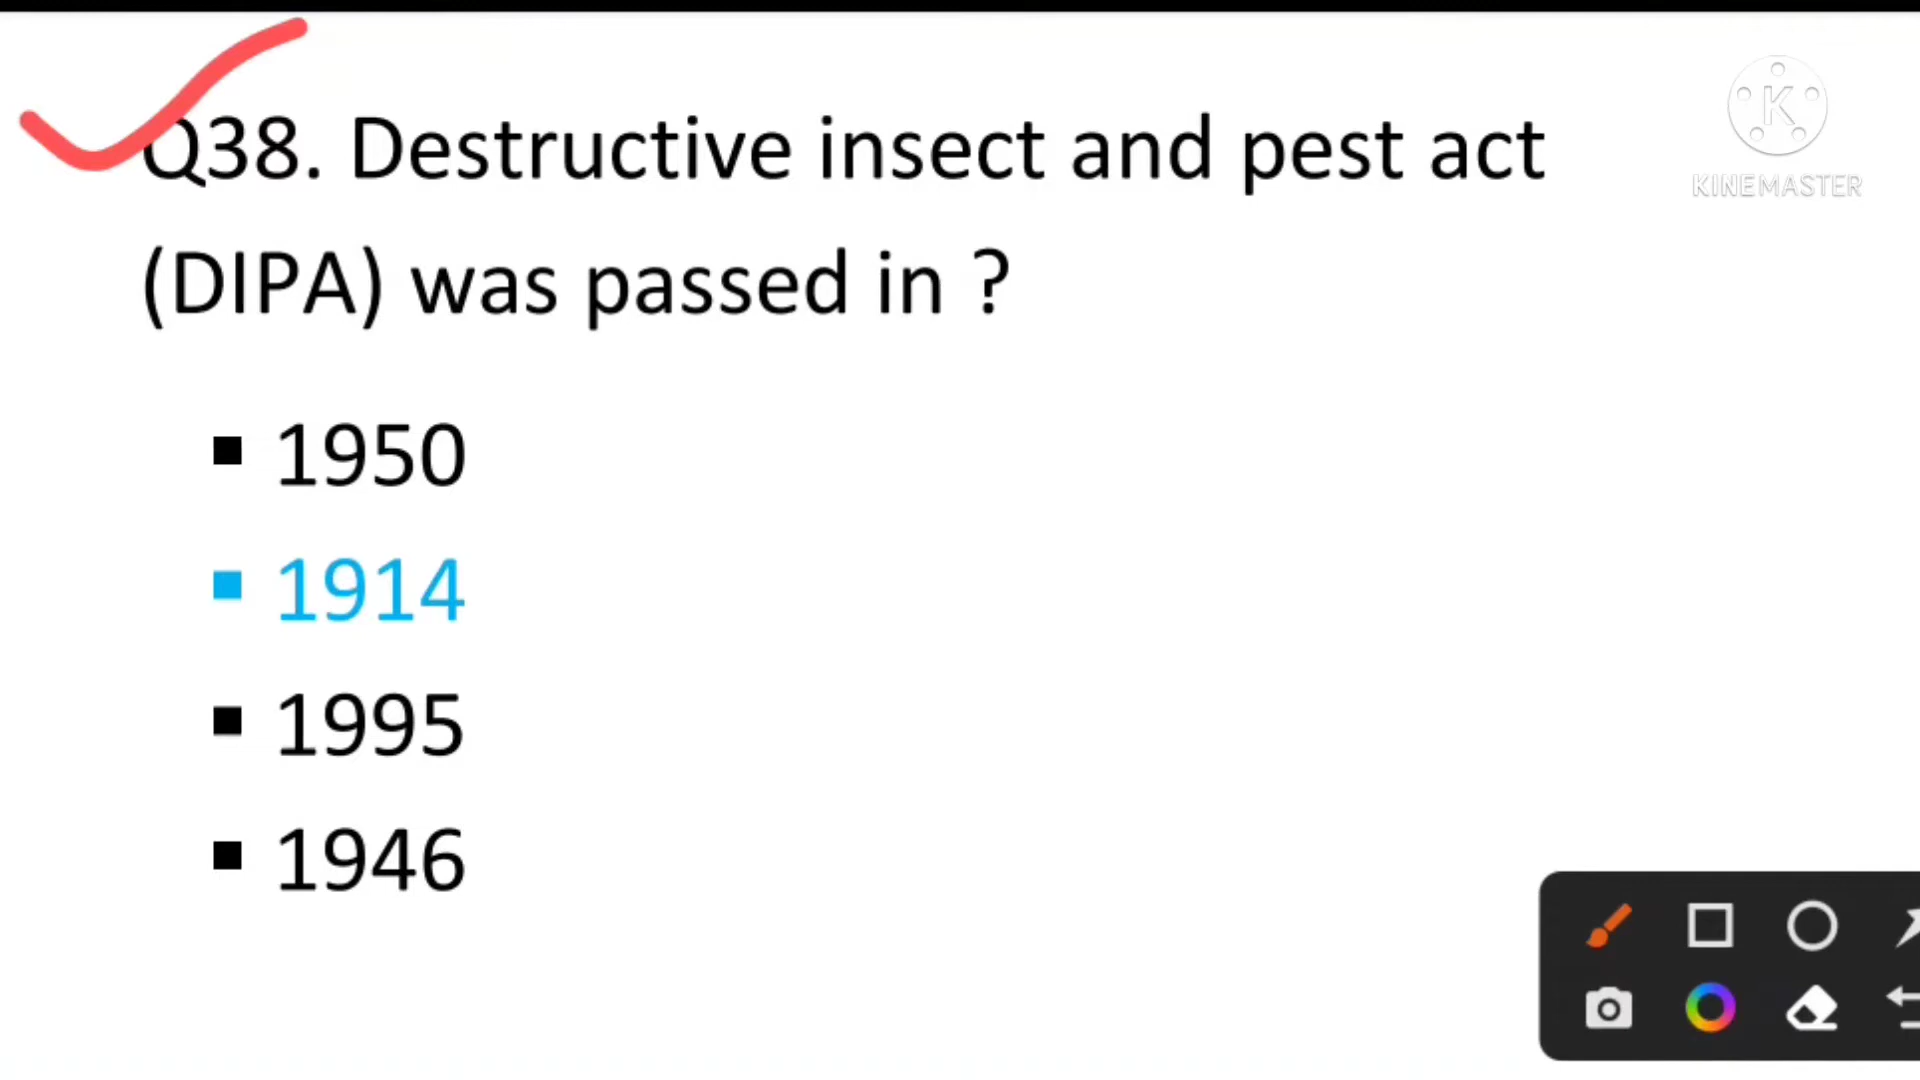 Q38. Destructive insect and pest act
(DIPA) was passed in ?
▪ 1950
▪ 1914
▪ 1995
▪ 1946
K
KINEMASTER